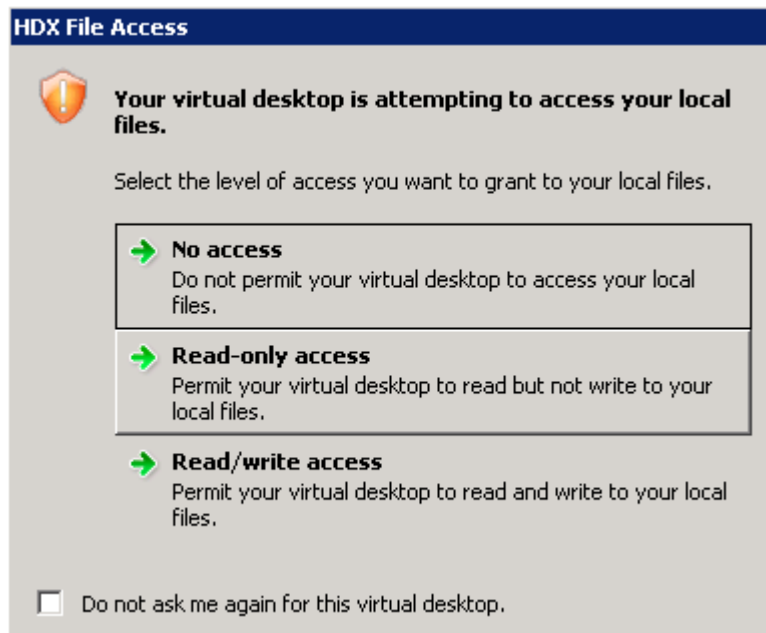 HDX File Access
Your virtual desktop is attempting to access your local
files.
Select the level of access you want to grant to your local files.
No access
Do not permit your virtual desktop to access your local
files.
Read-only access
Permit your virtual desktop to read but not write to your
local files.
Read/write access
Permit your virtual desktop to read and write to your local
files.
Do not ask me again for this virtual desktop.